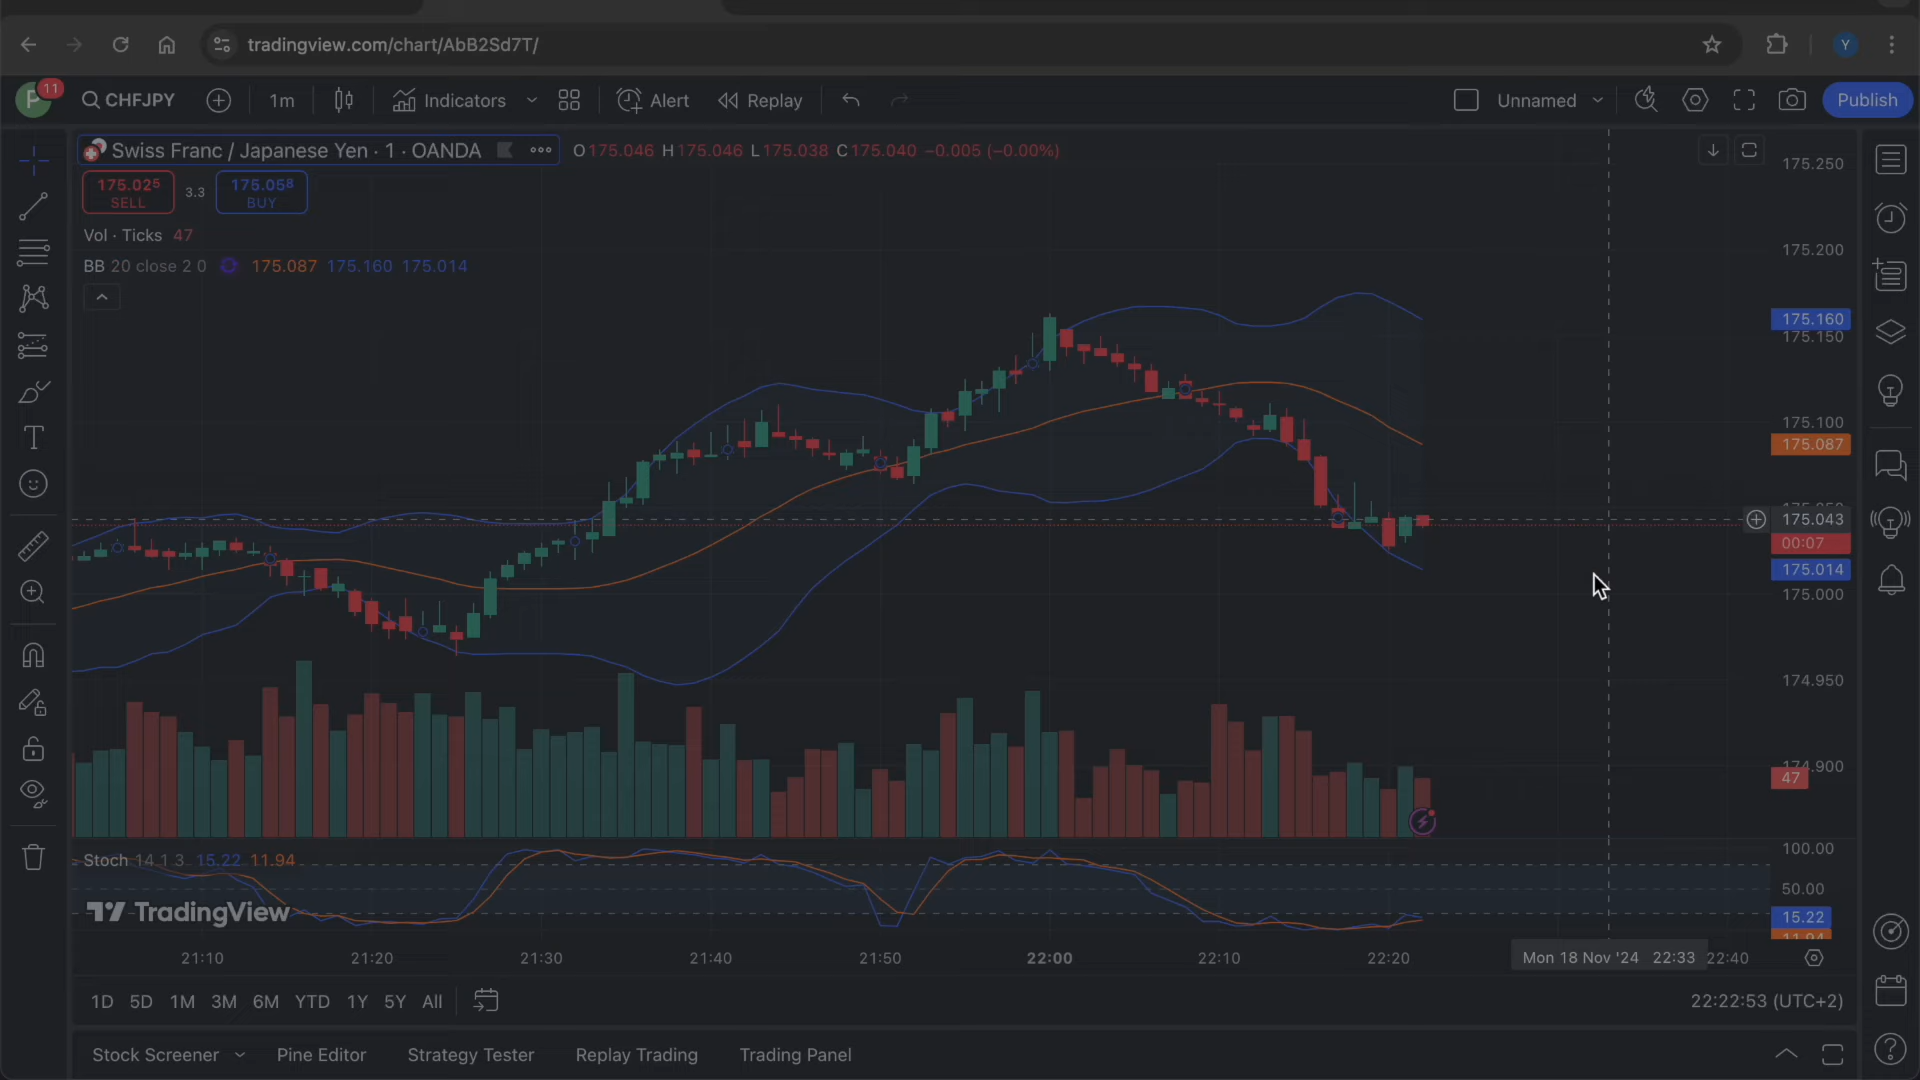 tradingview.com/chart/AbB2Sd7T/
Y
P 11 CHFJPY 1m Indicators Alert Replay Unnamed Publish
Swiss Franc / Japanese Yen · 1 · OANDA O175.046 H175.046 L175.038 C175.040 −0.005 (−0.00%)
175.025 SELL 3.3 175.058 BUY
Vol · Ticks 47
BB 20 close 2 0 175.087 175.160 175.014
175.250
175.200
175.160
175.150
175.100
175.087
175.043
00:07
175.014
175.000
174.950
174.900
47
Stoch 14 1 3 15.22 11.94
100.00
50.00
15.22
11.94
TradingView
21:10 21:20 21:30 21:40 21:50 22:00 22:10 22:20 Mon 18 Nov '24 22:33 22:40
1D 5D 1M 3M 6M YTD 1Y 5Y All 22:22:53 (UTC+2)
Stock Screener Pine Editor Strategy Tester Replay Trading Trading Panel